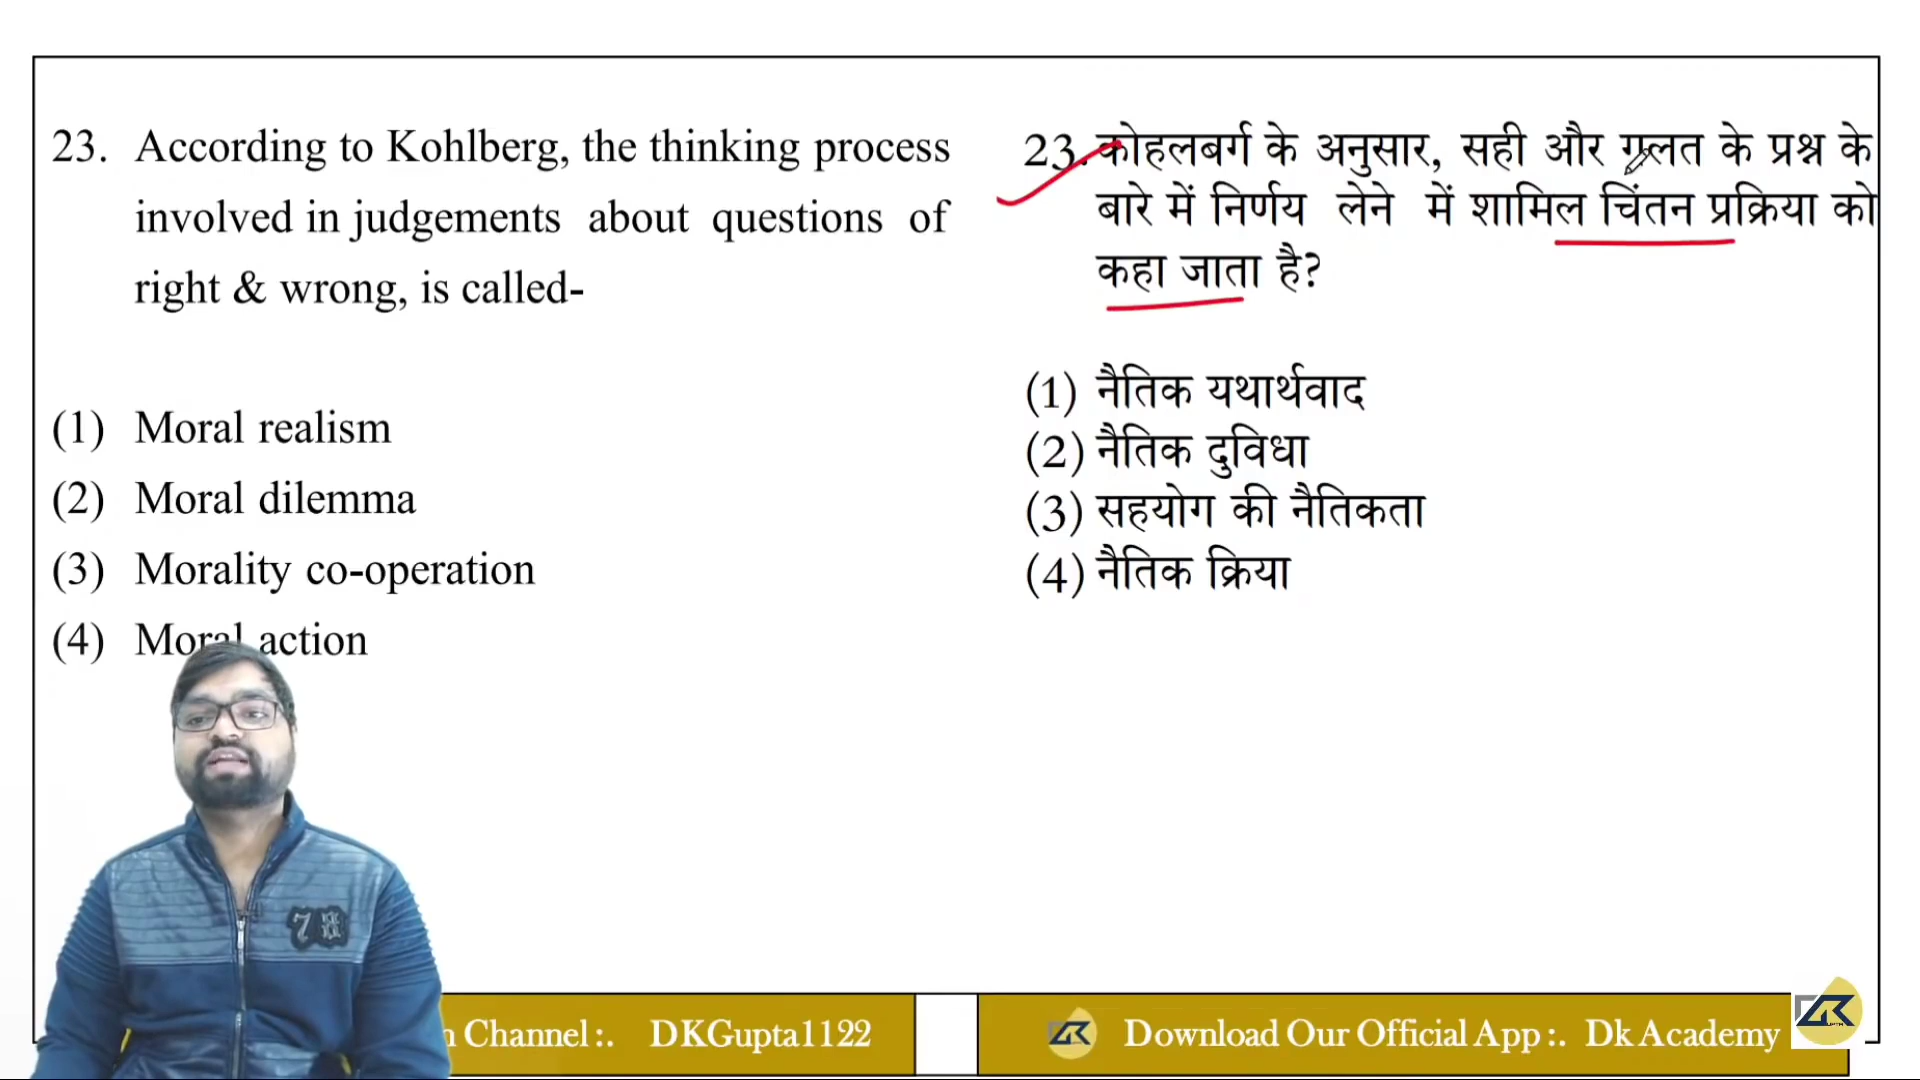 23. According to Kohlberg, the thinking process
involved in judgements about questions of
right & wrong, is called-
(1) Moral realism
(2) Moral dilemma
(3) Morality co-operation
(4) Moral action
23. कोहलबर्ग के अनुसार, सही और ग़लत के प्रश्न के
बारे में निर्णय लेने में शामिल चिंतन प्रक्रिया को
कहा जाता है?
(1) नैतिक यथार्थवाद
(2) नैतिक दुविधा
(3) सहयोग की नैतिकता
(4) नैतिक क्रिया
78
Channel :. DKGupta1122
Download Our Official App :. Dk Academy